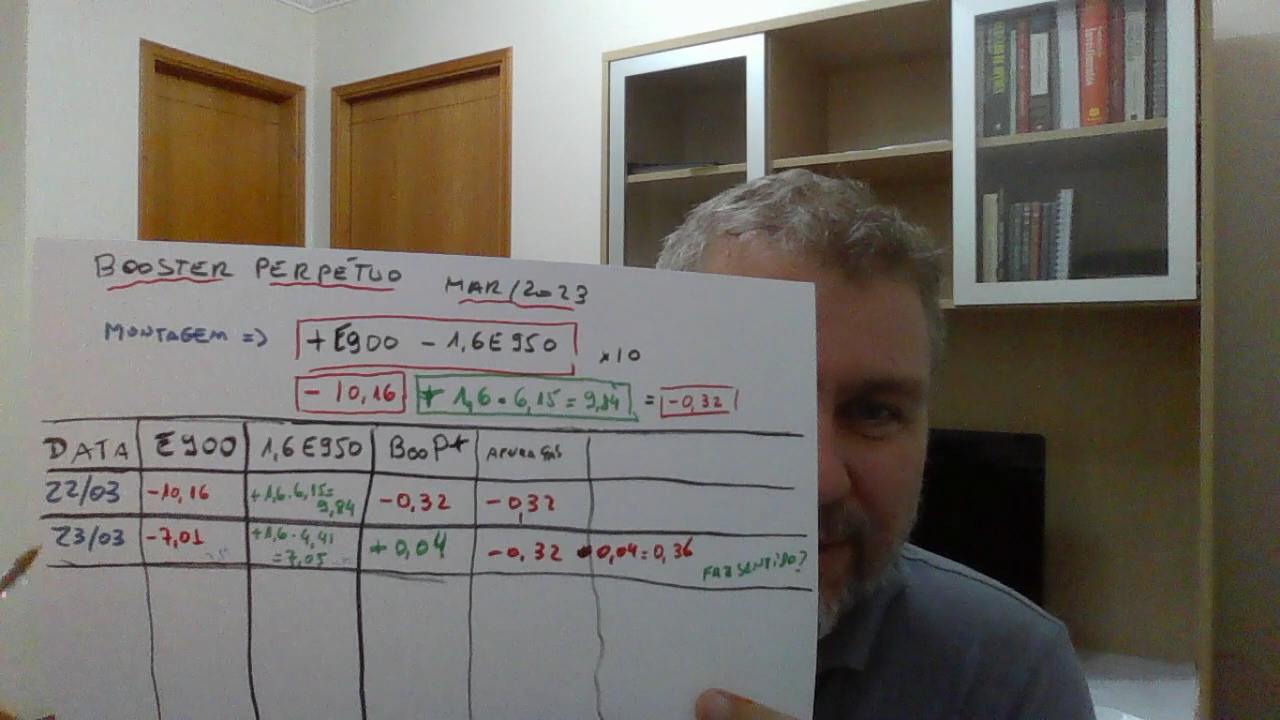 BOOSTER PERPÉTUO MAR/2023
MONTAGEM => +E900 - 1,6E950 x10
- 10,16 + 1,6 • 6,15 = 9,84 = -0,32
DATA E900 1,6E950 BOOP*
22/03 -10,16 +1,6.6,15= 9,84 -0,32 -0,32
23/03 -7,01 +1,6.4,41 =7,05 +0,04 -0,32 -0,04=0,36 FAZ SENTIDO?